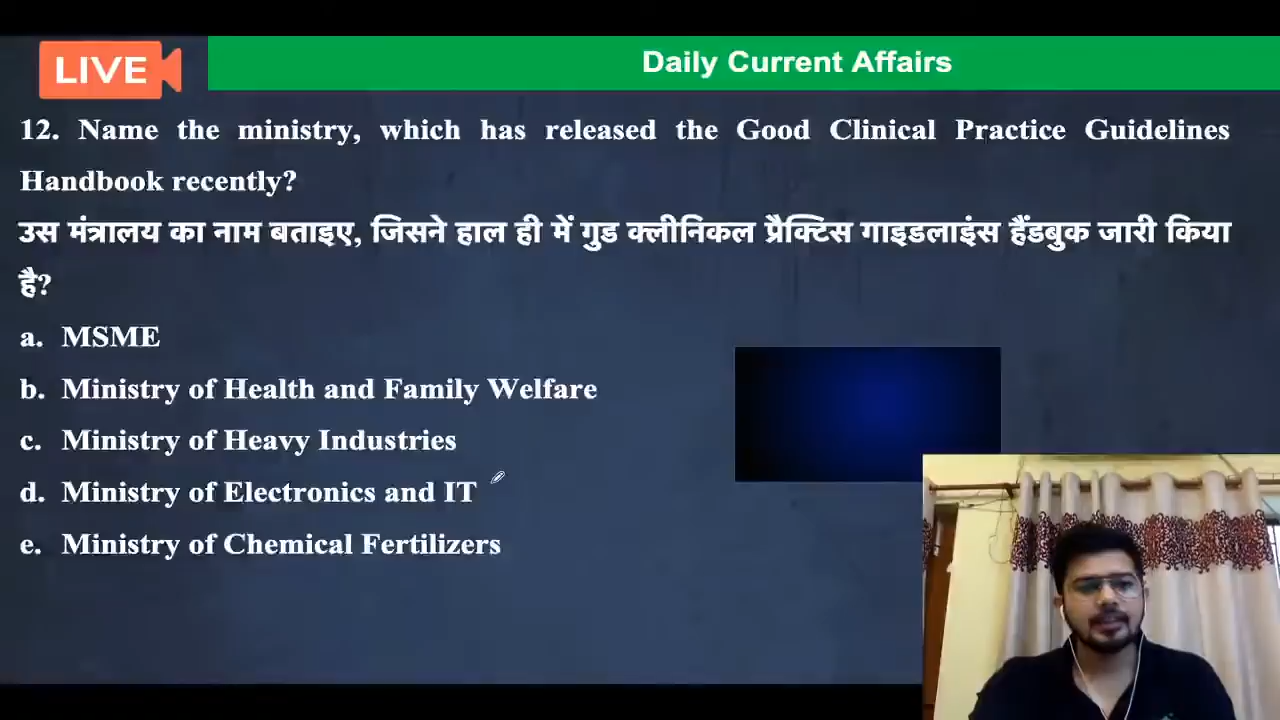 LIVE
Daily Current Affairs
12. Name the ministry, which has released the Good Clinical Practice Guidelines
Handbook recently?
उस मंत्रालय का नाम बताइए, जिसने हाल ही में गुड क्लीनिकल प्रैक्टिस गाइडलाइंस हैंडबुक जारी किया
है?
a. MSME
b. Ministry of Health and Family Welfare
c. Ministry of Heavy Industries
d. Ministry of Electronics and IT
e. Ministry of Chemical Fertilizers